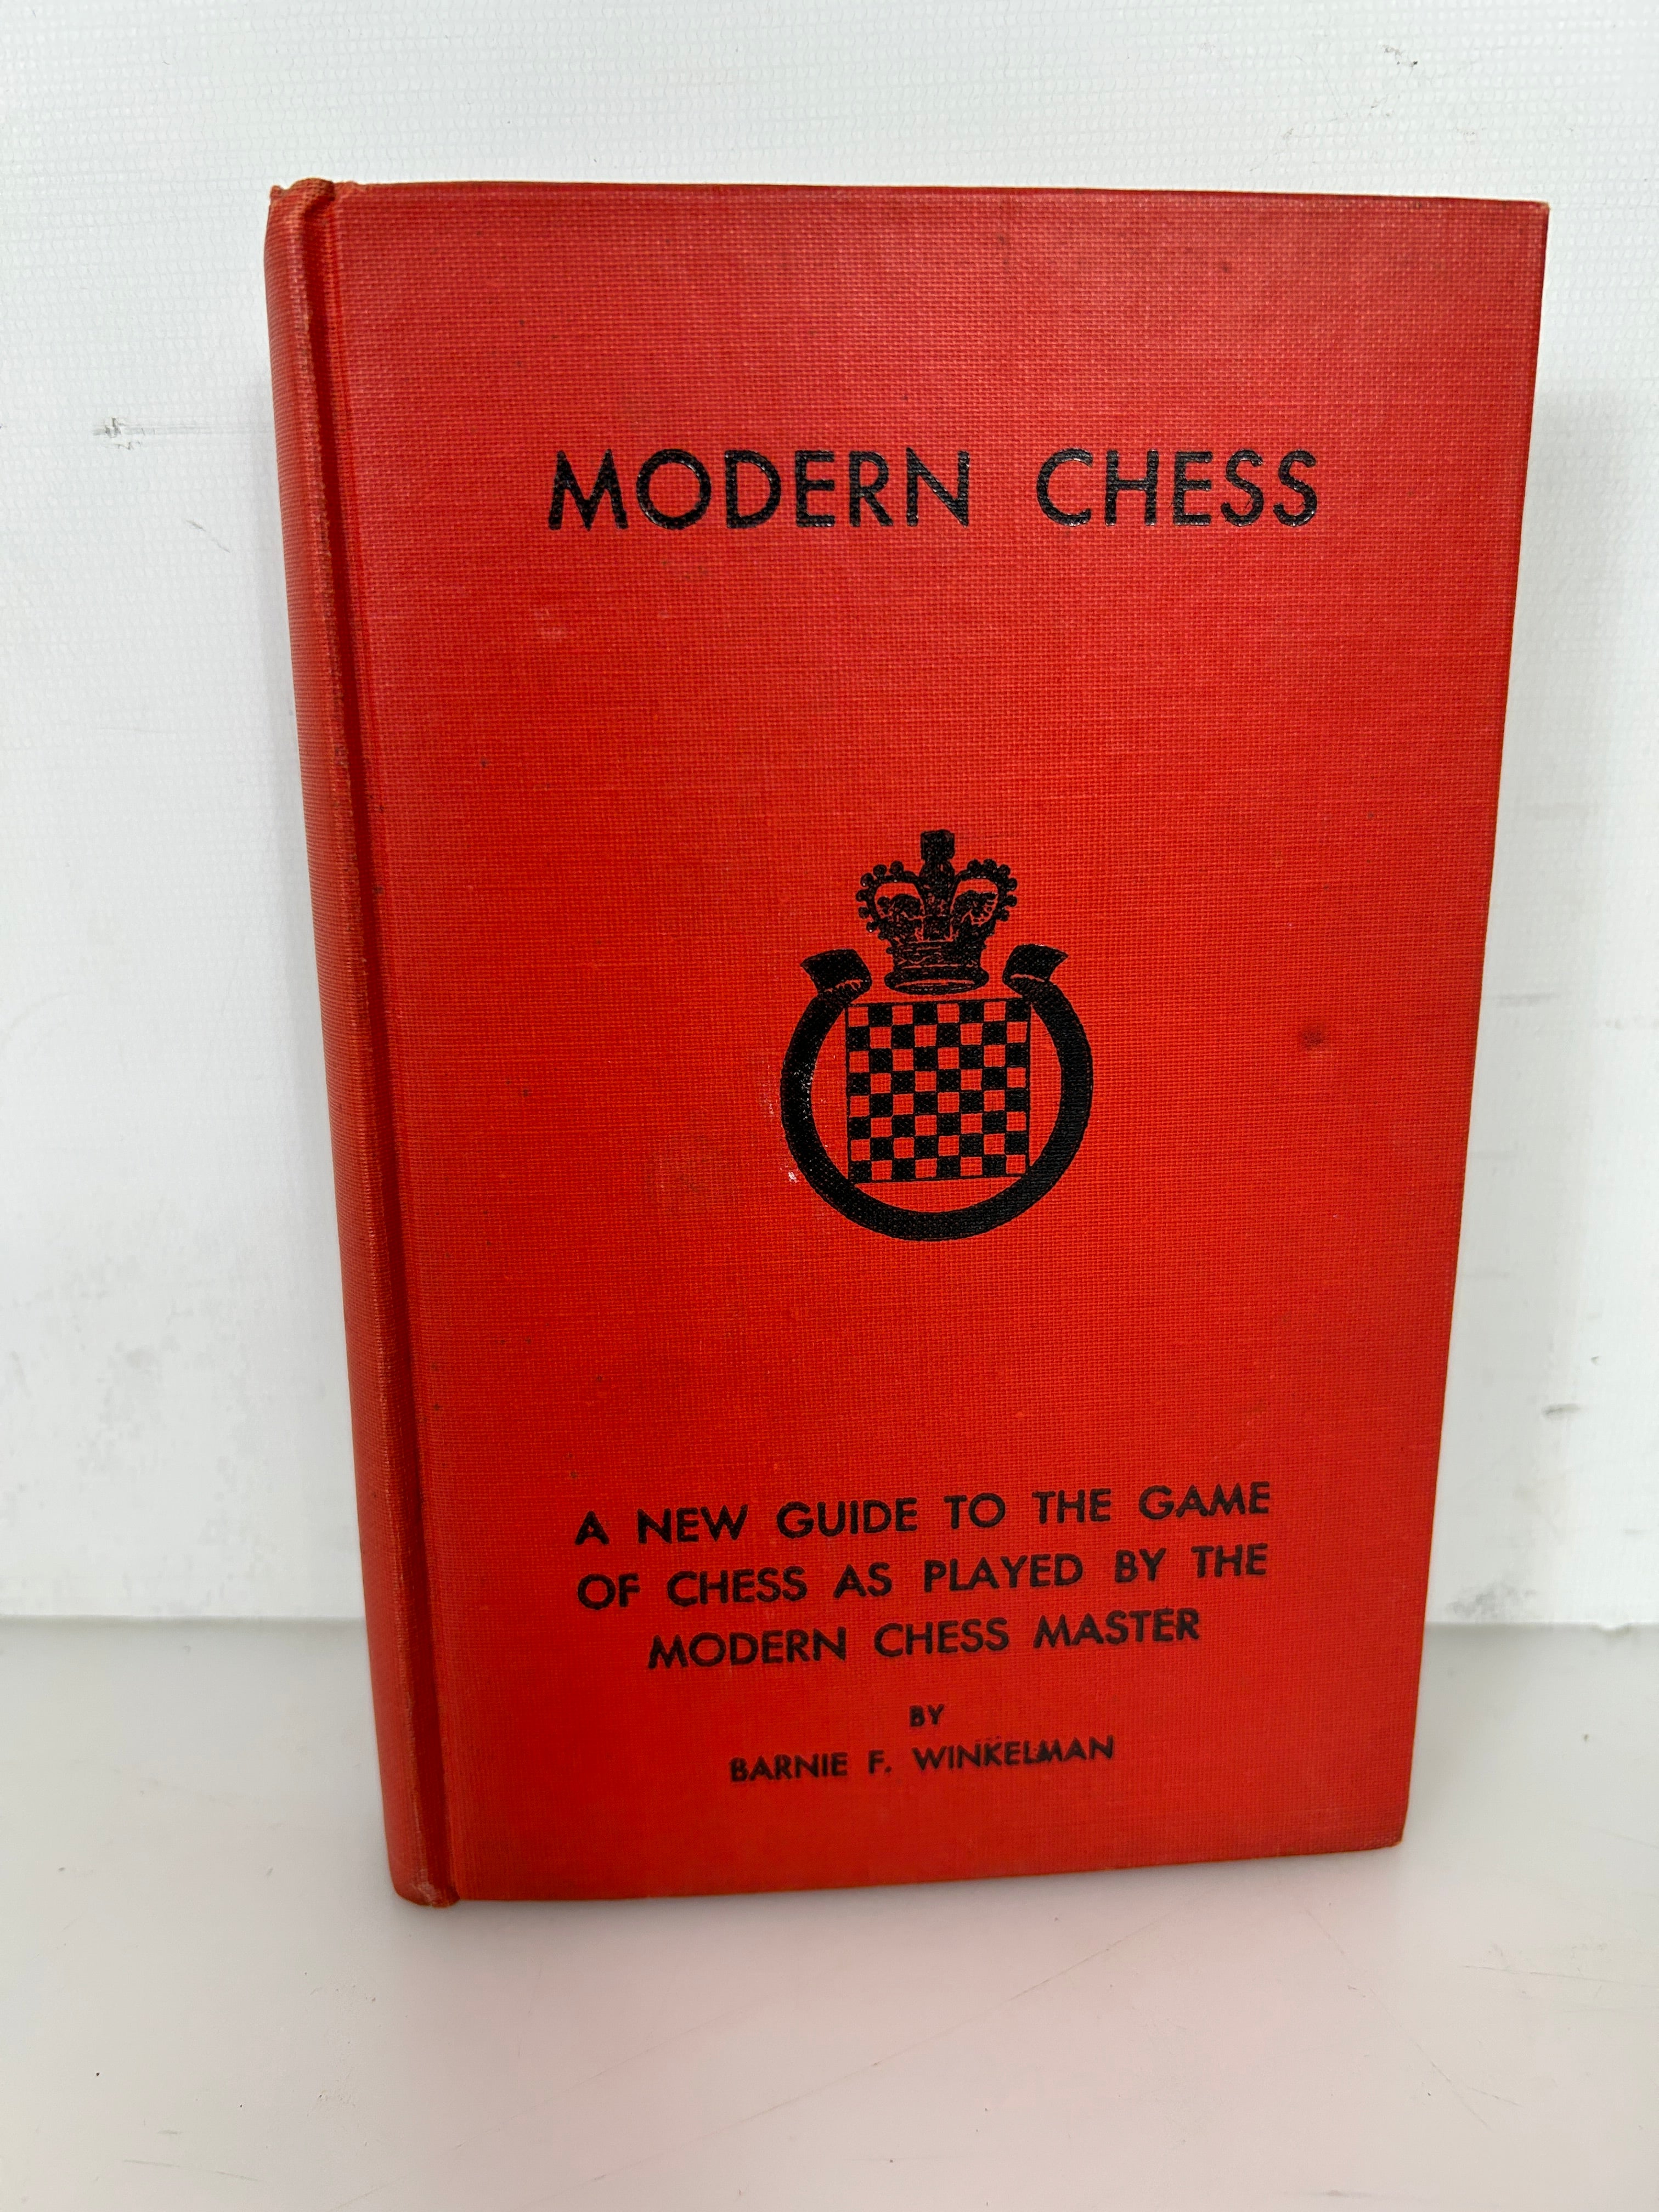 MODERN CHESS
A NEW GUIDE TO THE GAME
OF CHESS AS PLAYED BY THE
MODERN CHESS MASTER
BY
BARNIE F. WINKELMAN